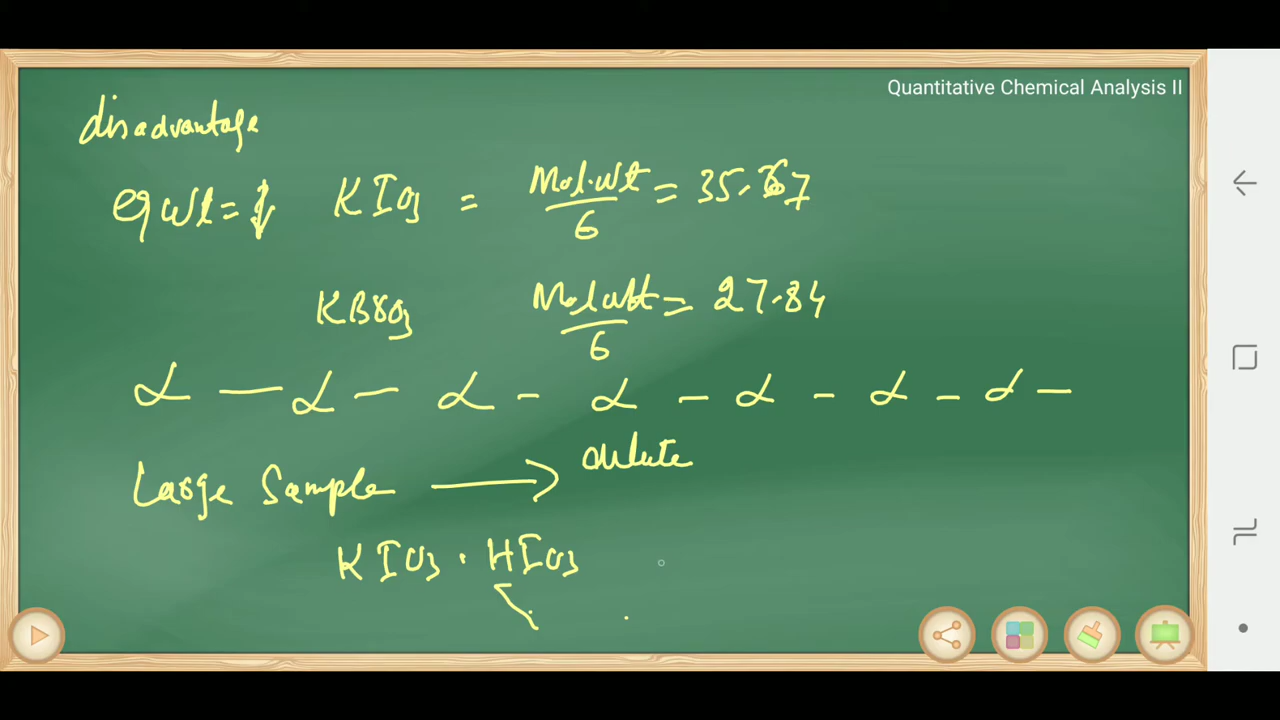 Quantitative Chemical Analysis II
disadvantage
eq wt = ↓ KIO3 = Mol.wt / 6 = 35.67
KBrO3 Mol wt / 6 = 27.84
α — α — α — α — α — α — α —
Large Sample → dilute
KIO3 · HIO3